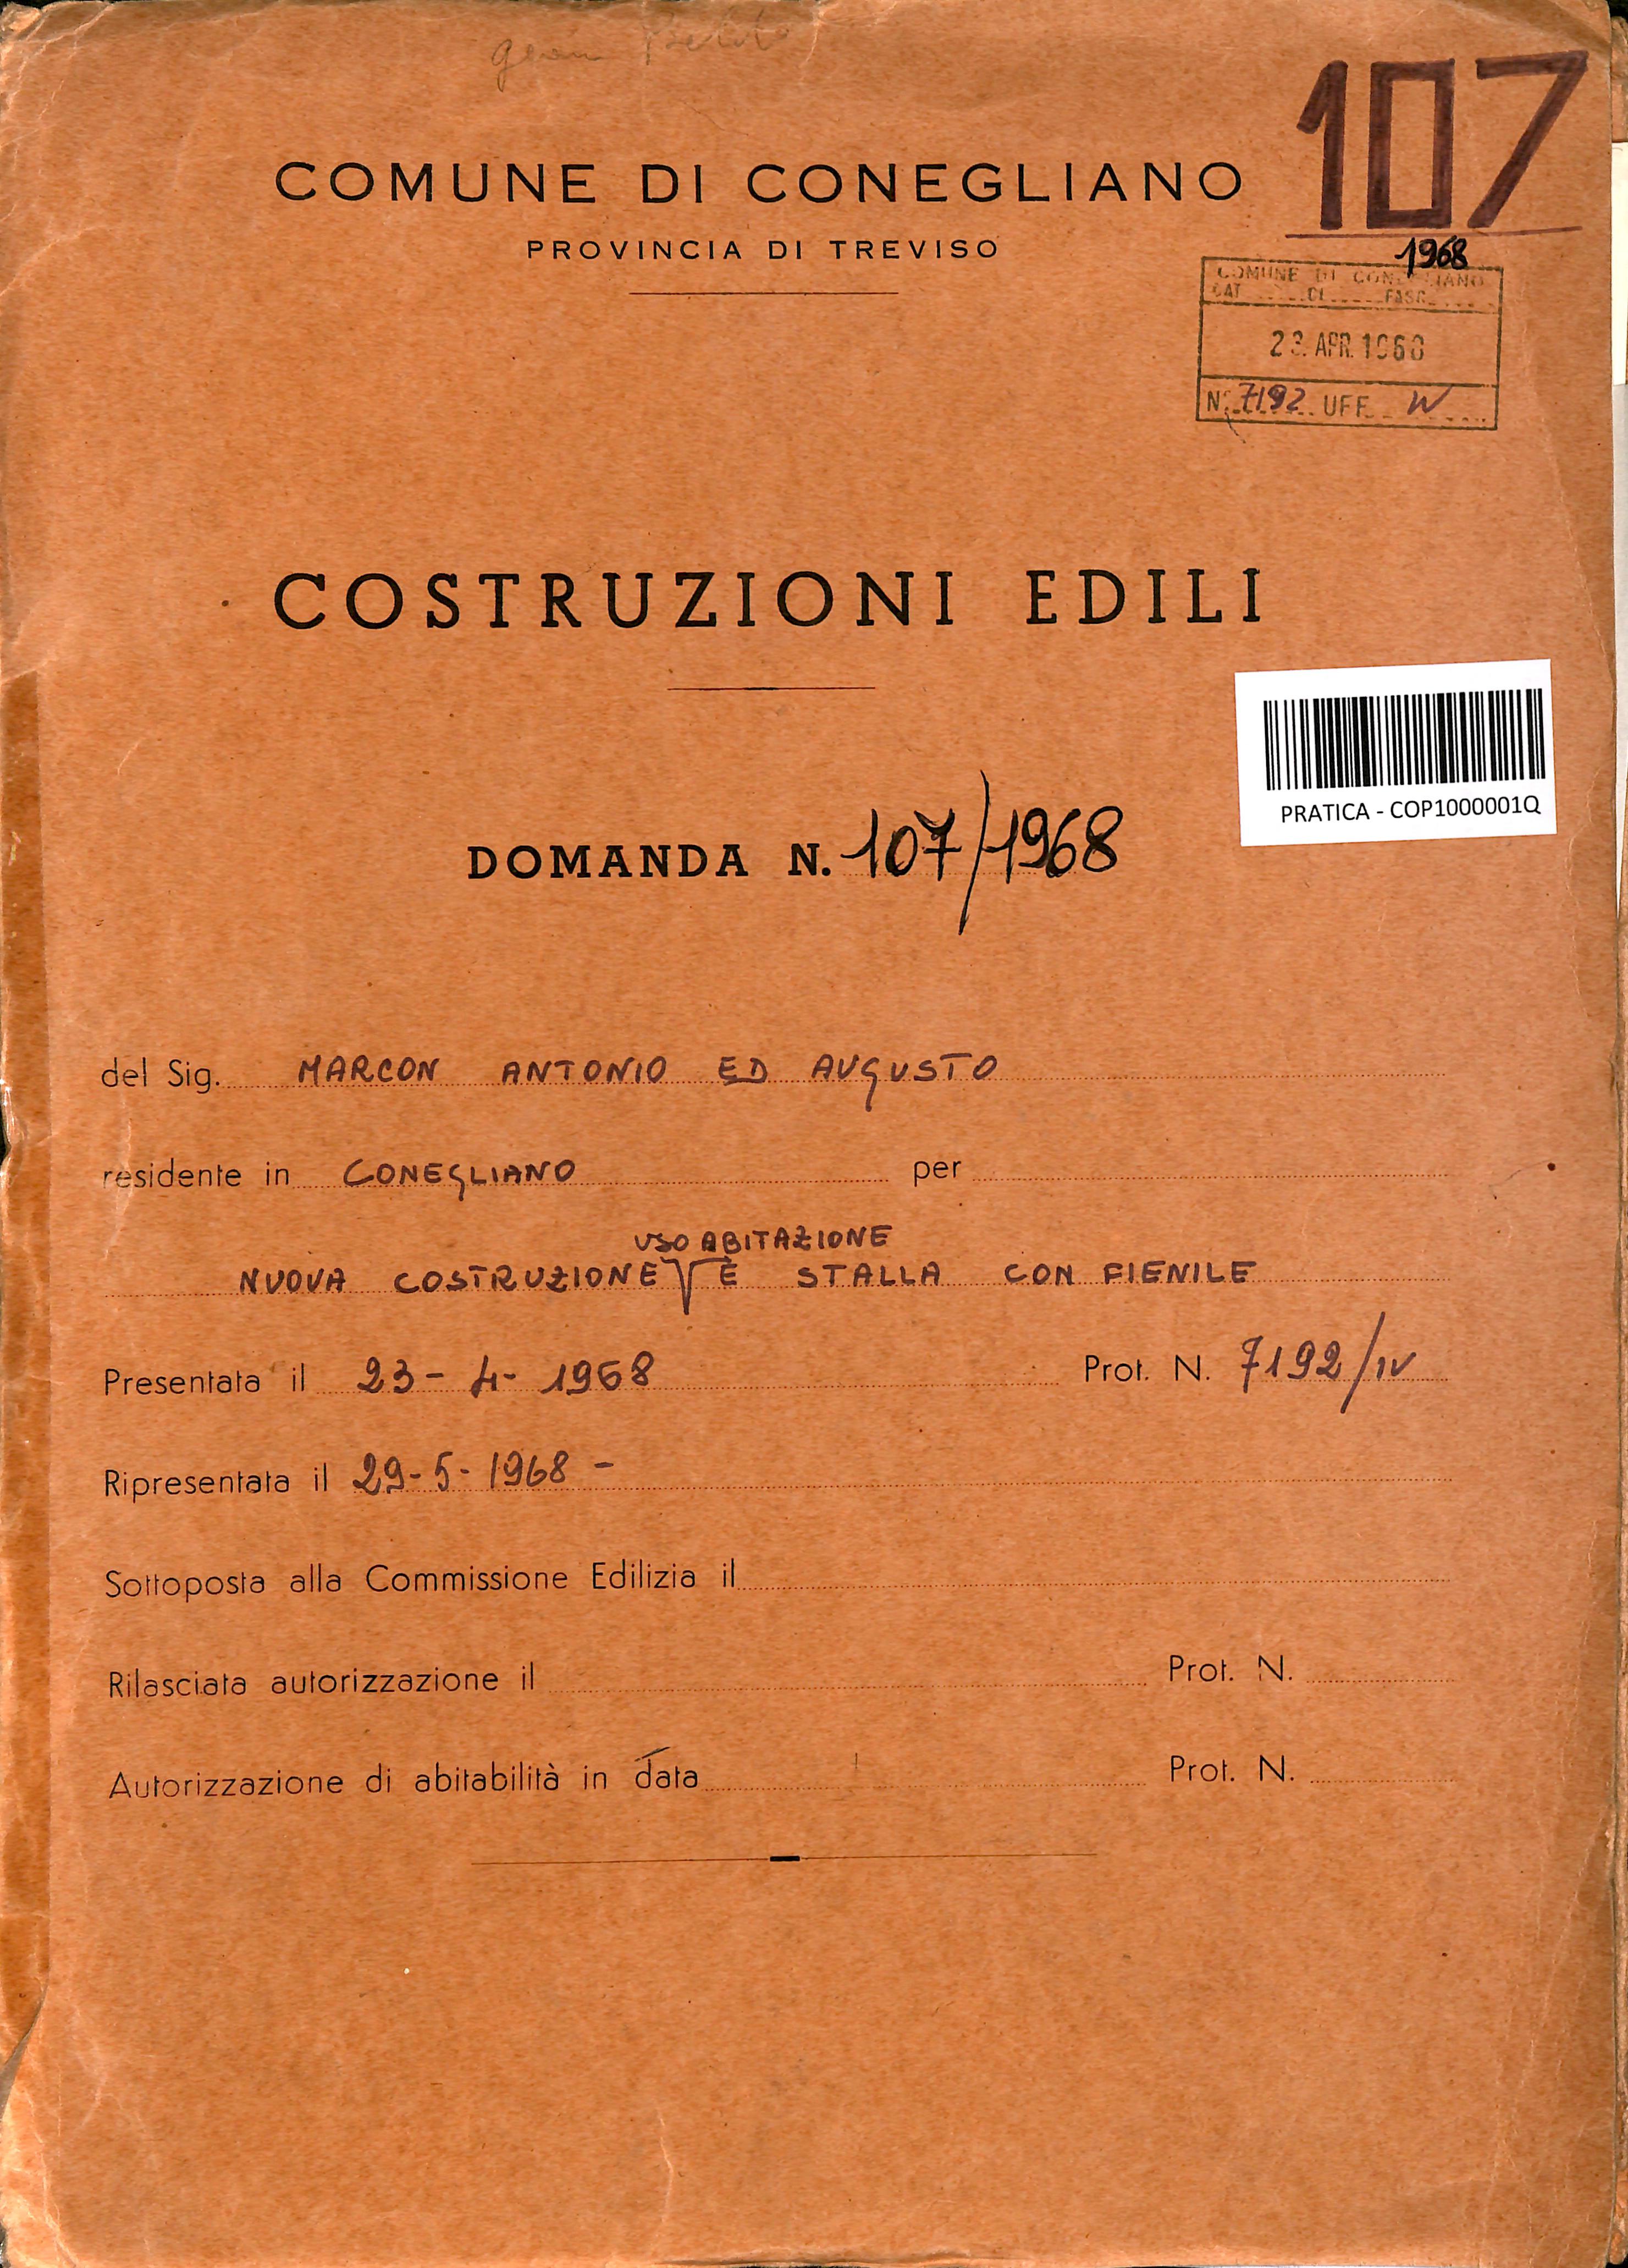 107
COMUNE DI CONEGLIANO
PROVINCIA DI TREVISO
1968
COMUNE DI CONEGLIANO
CAT. CL. FASC.
23. APR. 1968
N. 7192 UFF. IV
COSTRUZIONI EDILI
PRATICA - COP1000001Q
DOMANDA N. 107/1968
del Sig. MARCON ANTONIO ED AUGUSTO
residente in CONEGLIANO per
USO ABITAZIONE
NUOVA COSTRUZIONE E STALLA CON FIENILE
Presentata il 23-4-1968 Prot. N. 7192/IV
Ripresentata il 29-5-1968 -
Sottoposta alla Commissione Edilizia il
Rilasciata autorizzazione il Prot. N.
Autorizzazione di abitabilità in data Prot. N.